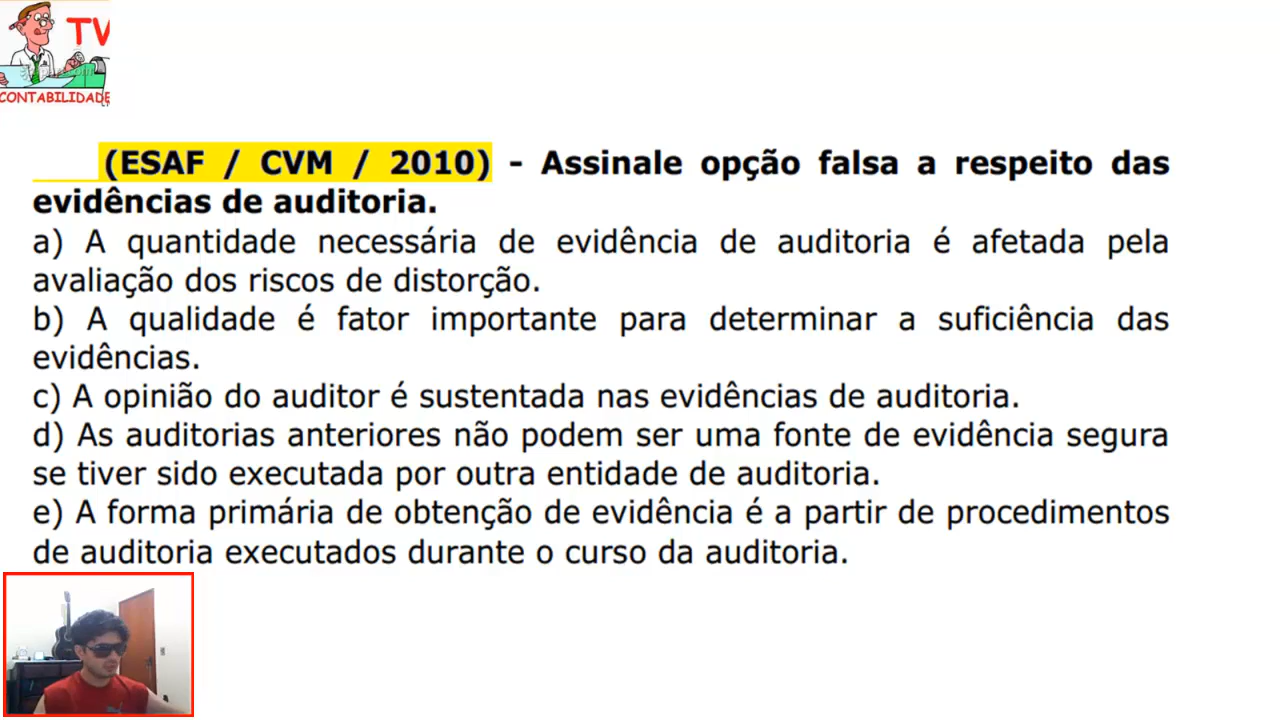 TV
CONTABILIDADE
(ESAF / CVM / 2010) - Assinale opção falsa a respeito das
evidências de auditoria.
a) A quantidade necessária de evidência de auditoria é afetada pela
avaliação dos riscos de distorção.
b) A qualidade é fator importante para determinar a suficiência das
evidências.
c) A opinião do auditor é sustentada nas evidências de auditoria.
d) As auditorias anteriores não podem ser uma fonte de evidência segura
se tiver sido executada por outra entidade de auditoria.
e) A forma primária de obtenção de evidência é a partir de procedimentos
de auditoria executados durante o curso da auditoria.